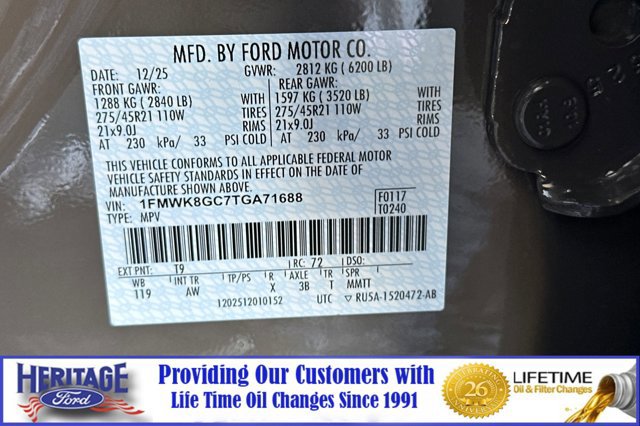 MFD. BY FORD MOTOR CO.
DATE: 12/25 GVWR: 2812 KG ( 6200 LB)
FRONT GAWR: REAR GAWR:
1288 KG ( 2840 LB) WITH 1597 KG ( 3520 LB) WITH
275/45R21 110W TIRES 275/45R21 110W TIRES
21x9.0J RIMS 21x9.0J RIMS
AT 230 kPa/ 33 PSI COLD AT 230 kPa/ 33 PSI COLD
THIS VEHICLE CONFORMS TO ALL APPLICABLE FEDERAL MOTOR
VEHICLE SAFETY STANDARDS IN EFFECT ON THE DATE OF
MANUFACTURE SHOWN ABOVE.
VIN: 1FMWK8GC7TGA71688 F0117
TYPE: MPV T0240
EXT PNT: T9 RC: 72 DSO:
WB INT TR TP/PS R AXLE TR SPR
119 AW X 3B T MMTT
1202512010152 UTC ▽ RU5A-1520472-AB
HERITAGE
Ford
Providing Our Customers with
Life Time Oil Changes Since 1991
CELEBRATING
26
LIFETIME
Oil & Filter Changes